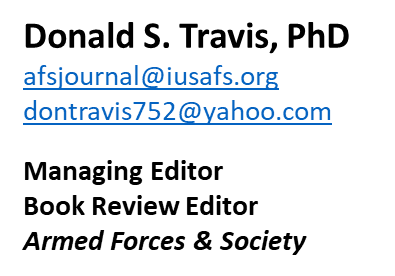 Donald S. Travis, PhD
afsjournal@iusafs.org
dontravis752@yahoo.com
Managing Editor
Book Review Editor
Armed Forces & Society